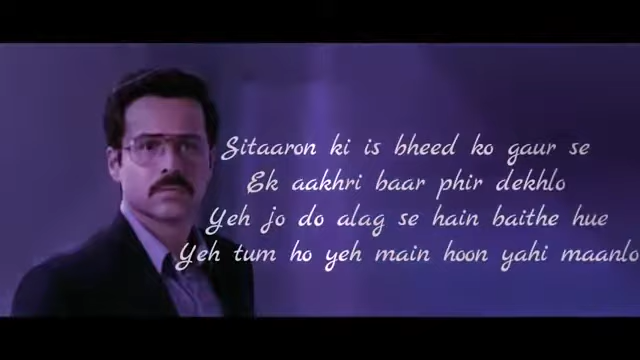 Sitaaron ki is bheed ko gaur se
Ek aakhri baar phir dekhlo
Yeh jo do alag se hain baithe hue
Yeh tum ho yeh main hoon yahi maanlo